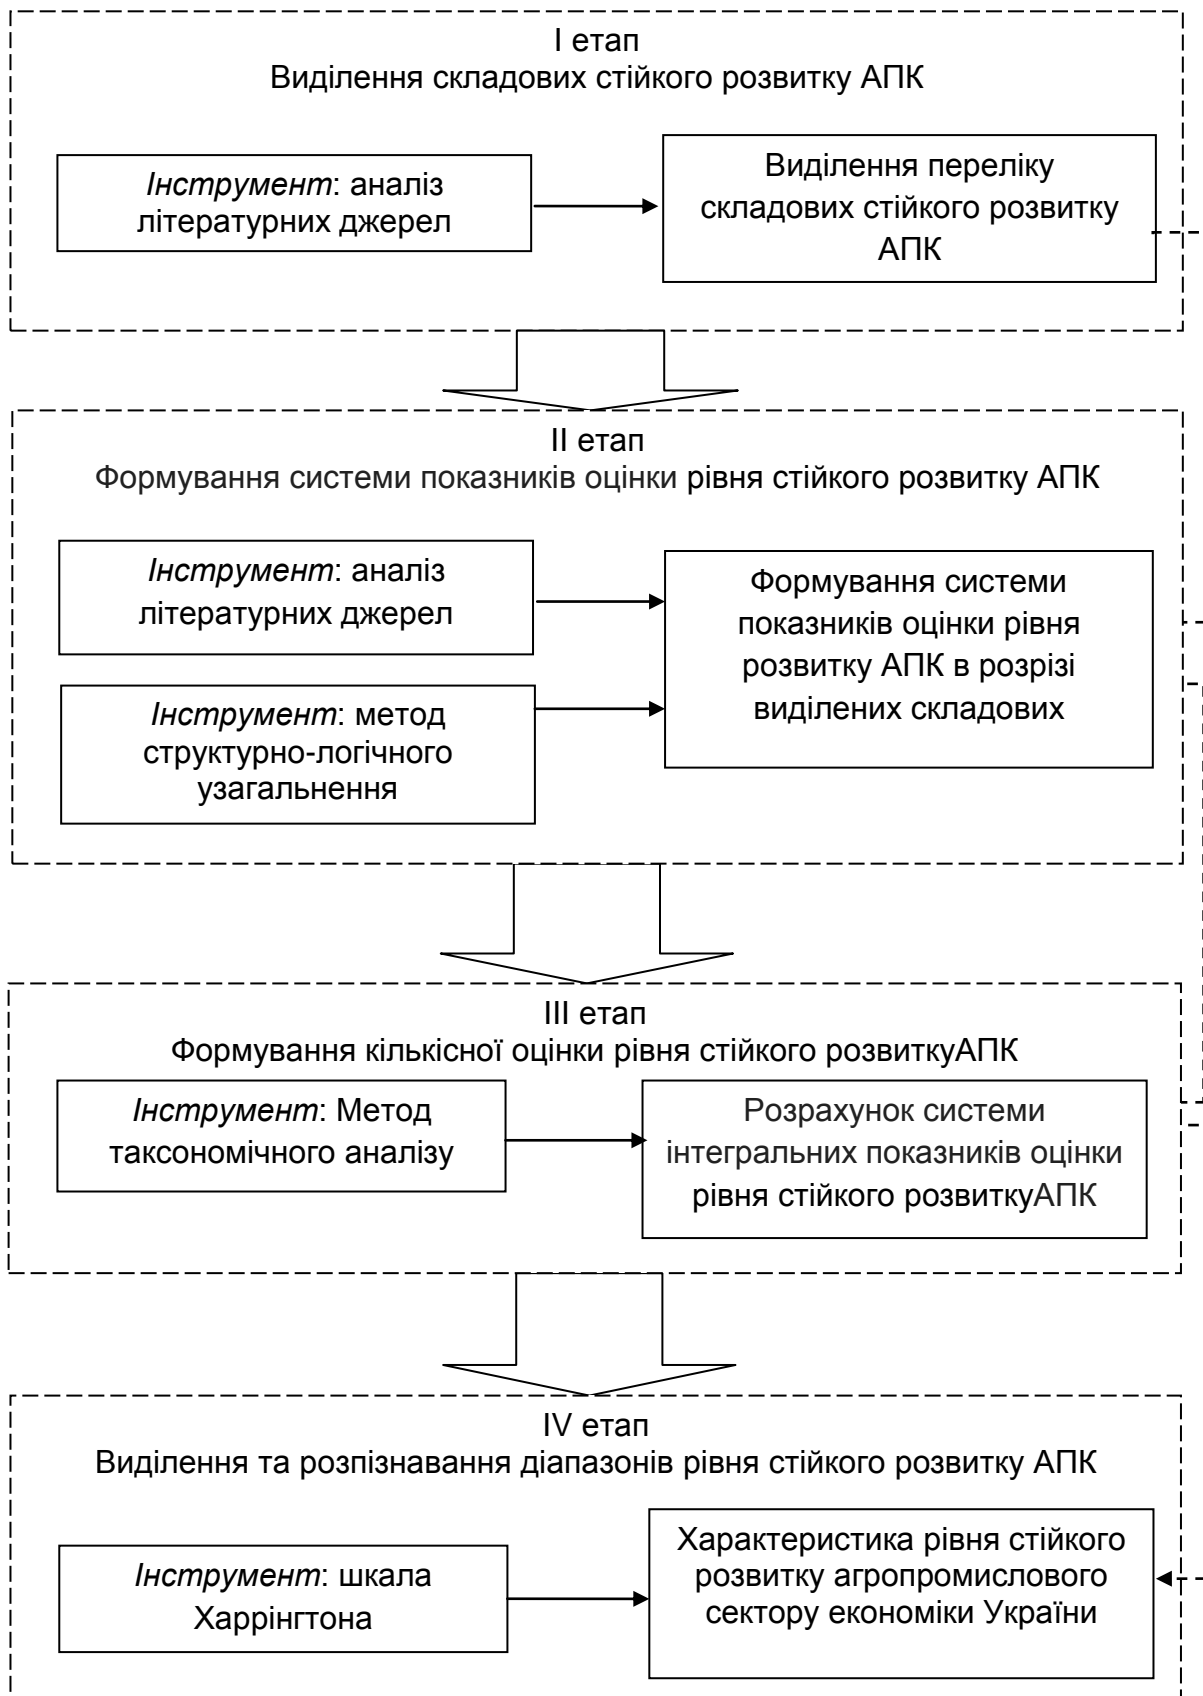 І етап
Виділення складових стійкого розвитку АПК
Інструмент: аналіз
літературних джерел
Виділення переліку
складових стійкого розвитку
АПК
ІІ етап
Формування системи показників оцінки рівня стійкого розвитку АПК
Інструмент: аналіз
літературних джерел
Інструмент: метод
структурно-логічного
узагальнення
Формування системи
показників оцінки рівня
розвитку АПК в розрізі
виділених складових
ІІІ етап
Формування кількісної оцінки рівня стійкого розвиткуАПК
Інструмент: Метод
таксономічного аналізу
Розрахунок системи
інтегральних показників оцінки
рівня стійкого розвиткуАПК
IV етап
Виділення та розпізнавання діапазонів рівня стійкого розвитку АПК
Інструмент: шкала
Харрінгтона
Характеристика рівня стійкого
розвитку агропромислового
сектору економіки України